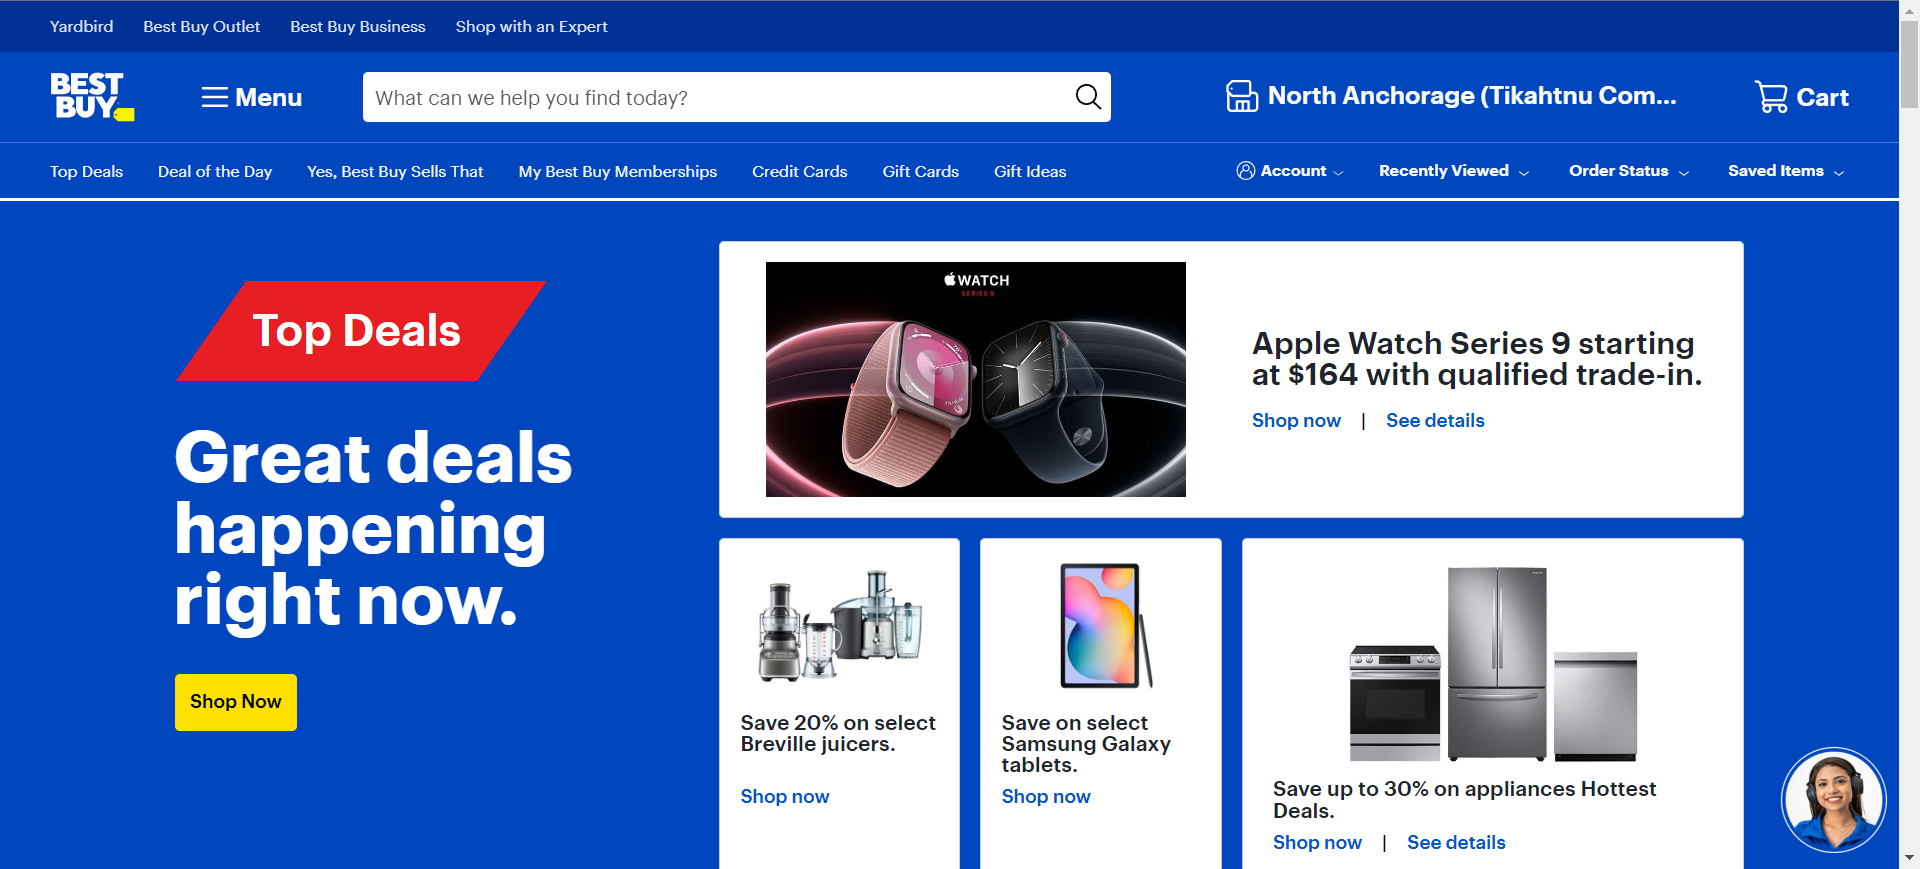 Yardbird Best Buy Outlet Best Buy Business Shop with an Expert
BEST
BUY
Menu
What can we help you find today?
North Anchorage (Tikahtnu Com...
Cart
Top Deals Deal of the Day Yes, Best Buy Sells That My Best Buy Memberships Credit Cards Gift Cards Gift Ideas
Account Recently Viewed Order Status Saved Items
Top Deals
Great deals
happening
right now.
Shop Now
WATCH
SERIES 9
Apple Watch Series 9 starting
at $164 with qualified trade-in.
Shop now | See details
Save 20% on select
Breville juicers.
Shop now
Save on select
Samsung Galaxy
tablets.
Shop now
Save up to 30% on appliances Hottest
Deals.
Shop now | See details